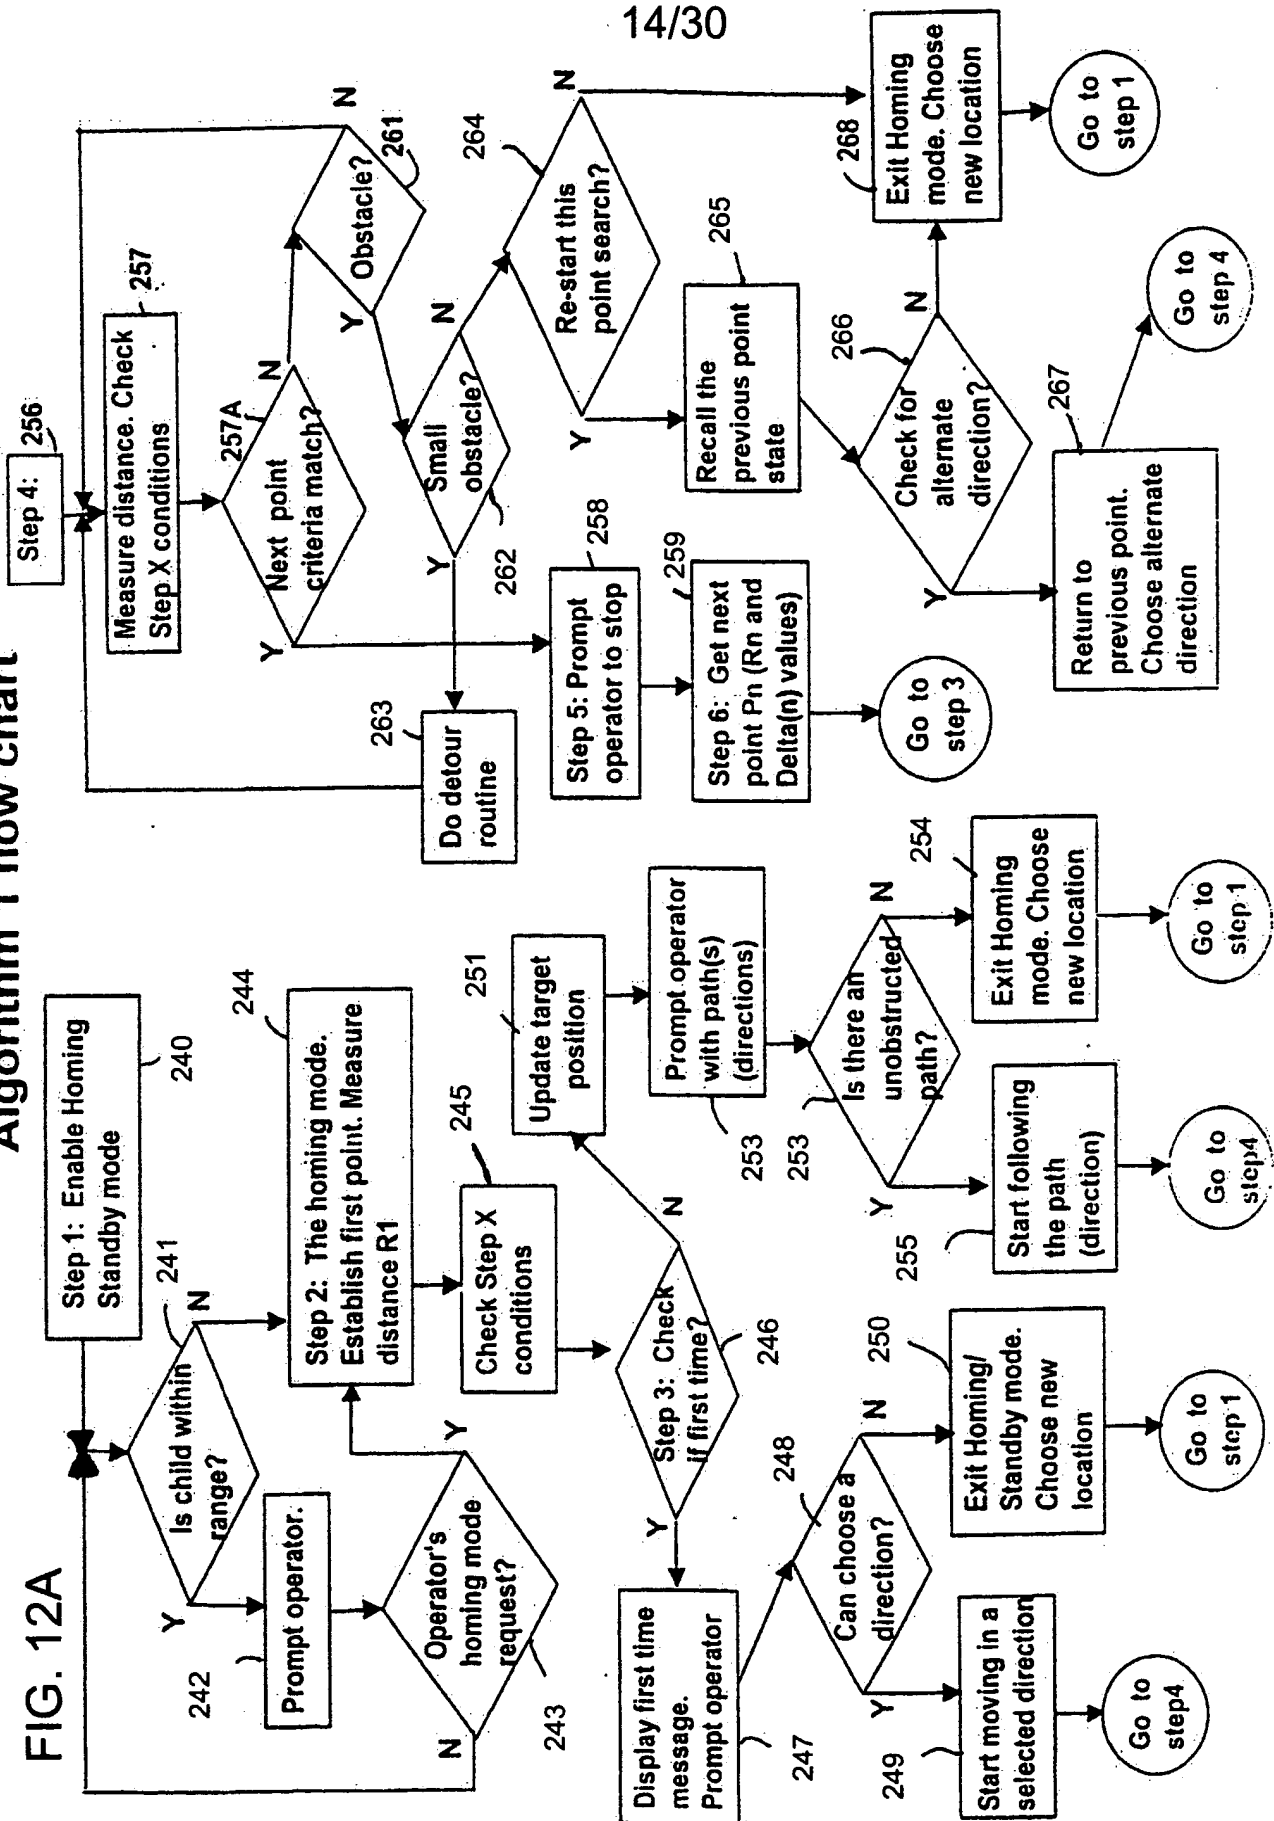 14/30
FIG. 12A
Algorithm Flow chart
Step 1: Enable Homing
Standby mode
240
241
Is child within
range?
Y
N
242
Prompt operator.
Operator's
homing mode
request?
N
Y
243
244
Step 2: The homing mode.
Establish first point. Measure
distance R1
245
Check Step X
conditions
Step 3: Check
if first time?
Y
N
246
Display first time
message.
Prompt operator
247
248
Can choose a
direction?
Y
N
249
Start moving in a
selected direction
Go to
step4
250
Exit Homing/
Standby mode.
Choose new
location
Go to
step 1
251
Update target
position
Prompt operator
with path(s)
(directions)
253
253
Is there an
unobstructed
path?
Y
N
255
Start following
the path
(direction)
Go to
step4
254
Exit Homing
mode. Choose
new location
Go to
step 1
Step 4:
256
Measure distance. Check
Step X conditions
257
257A
Next point
criteria match?
Y
N
Obstacle?
Y
N
261
Small
obstacle?
Y
N
262
263
Do detour
routine
258
Step 5: Prompt
operator to stop
259
Step 6: Get next
point Pn (Rn and
Delta(n) values)
Go to
step 3
264
Re-start this
point search?
Y
N
265
Recall the
previous point
state
266
Check for
alternate
direction?
Y
N
267
Return to
previous point.
Choose alternate
direction
Go to
step 4
268
Exit Homing
mode. Choose
new location
Go to
step 1